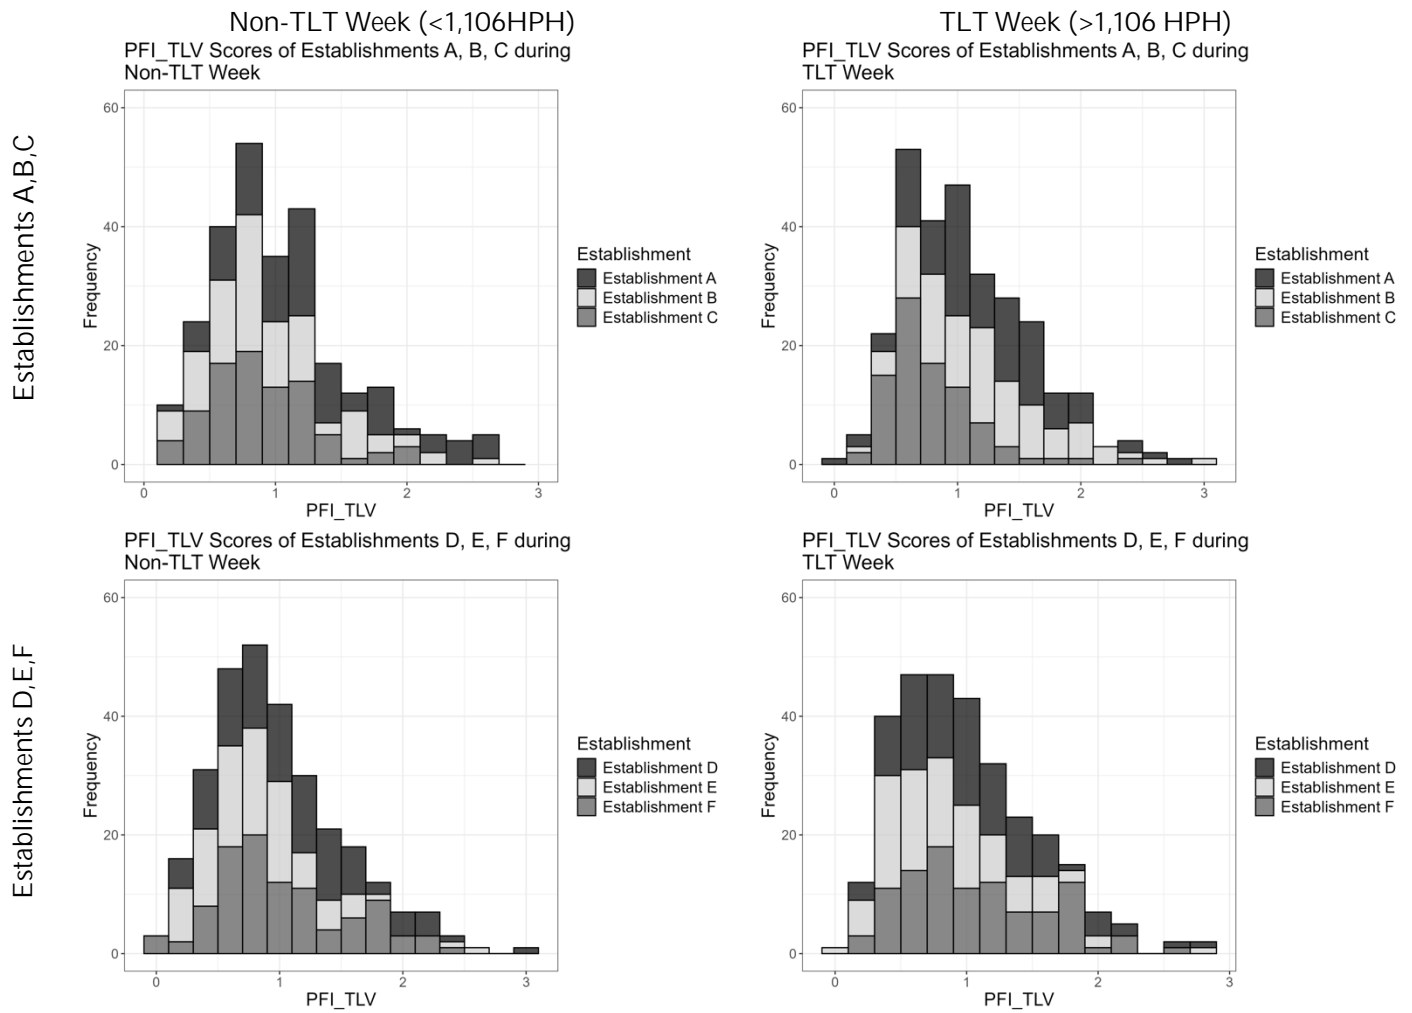 Non-TLT Week (<1,106HPH)
TLT Week (>1,106 HPH)
Establishments A,B,C
PFI_TLV Scores of Establishments A, B, C during
Non-TLT Week
60
40
20
0
Frequency
0 1 2 3
PFI_TLV
Establishment
Establishment A
Establishment B
Establishment C
PFI_TLV Scores of Establishments A, B, C during
TLT Week
60
40
20
0
Frequency
0 1 2 3
PFI_TLV
Establishment
Establishment A
Establishment B
Establishment C
Establishments D,E,F
PFI_TLV Scores of Establishments D, E, F during
Non-TLT Week
60
40
20
0
Frequency
0 1 2 3
PFI_TLV
Establishment
Establishment D
Establishment E
Establishment F
PFI_TLV Scores of Establishments D, E, F during
TLT Week
60
40
20
0
Frequency
0 1 2 3
PFI_TLV
Establishment
Establishment D
Establishment E
Establishment F